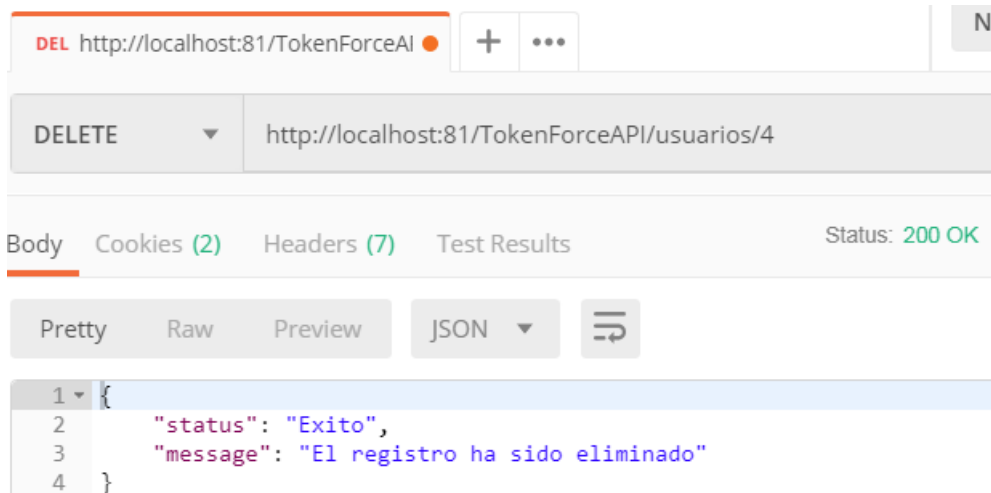 DEL http://localhost:81/TokenForceAI + ••• N
DELETE http://localhost:81/TokenForceAPI/usuarios/4
Body Cookies (2) Headers (7) Test Results Status: 200 OK
Pretty Raw Preview JSON
1 {
2 "status": "Exito",
3 "message": "El registro ha sido eliminado"
4 }